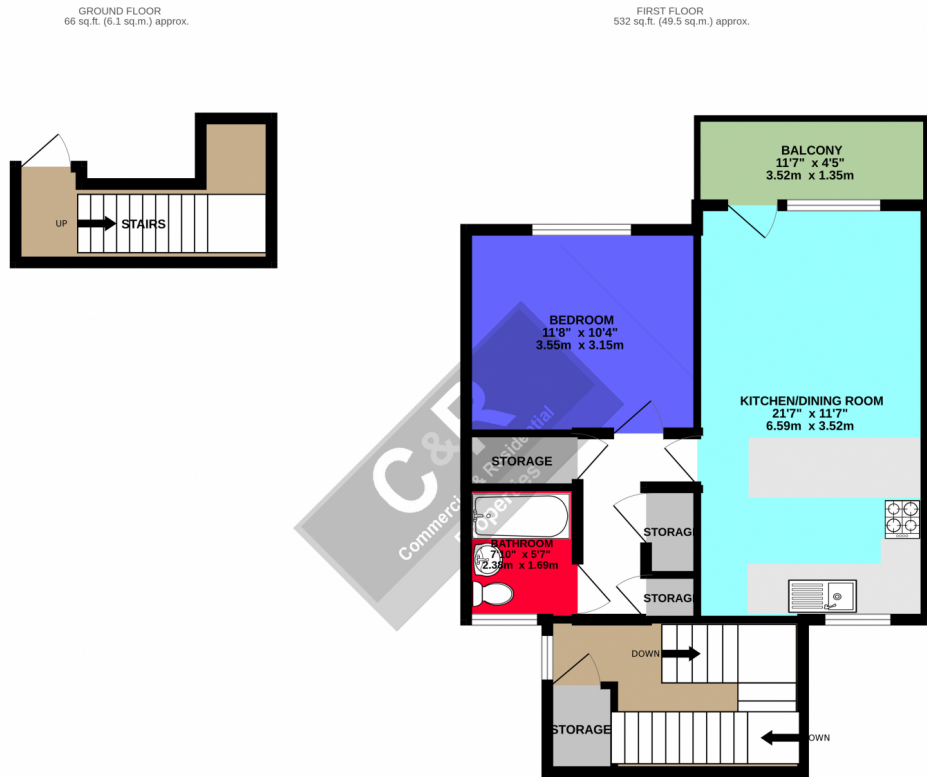 GROUND FLOOR
66 sq.ft. (6.1 sq.m.) approx.
FIRST FLOOR
532 sq.ft. (49.5 sq.m.) approx.
UP
STAIRS
BALCONY
11'7" x 4'5"
3.52m x 1.35m
BEDROOM
11'8" x 10'4"
3.55m x 3.15m
KITCHEN/DINING ROOM
21'7" x 11'7"
6.59m x 3.52m
C&R
Commercial & Residential
Properties
STORAGE
STORAGE
BATHROOM
7'10" x 5'7"
2.38m x 1.69m
STORAGE
DOWN
STORAGE
DOWN